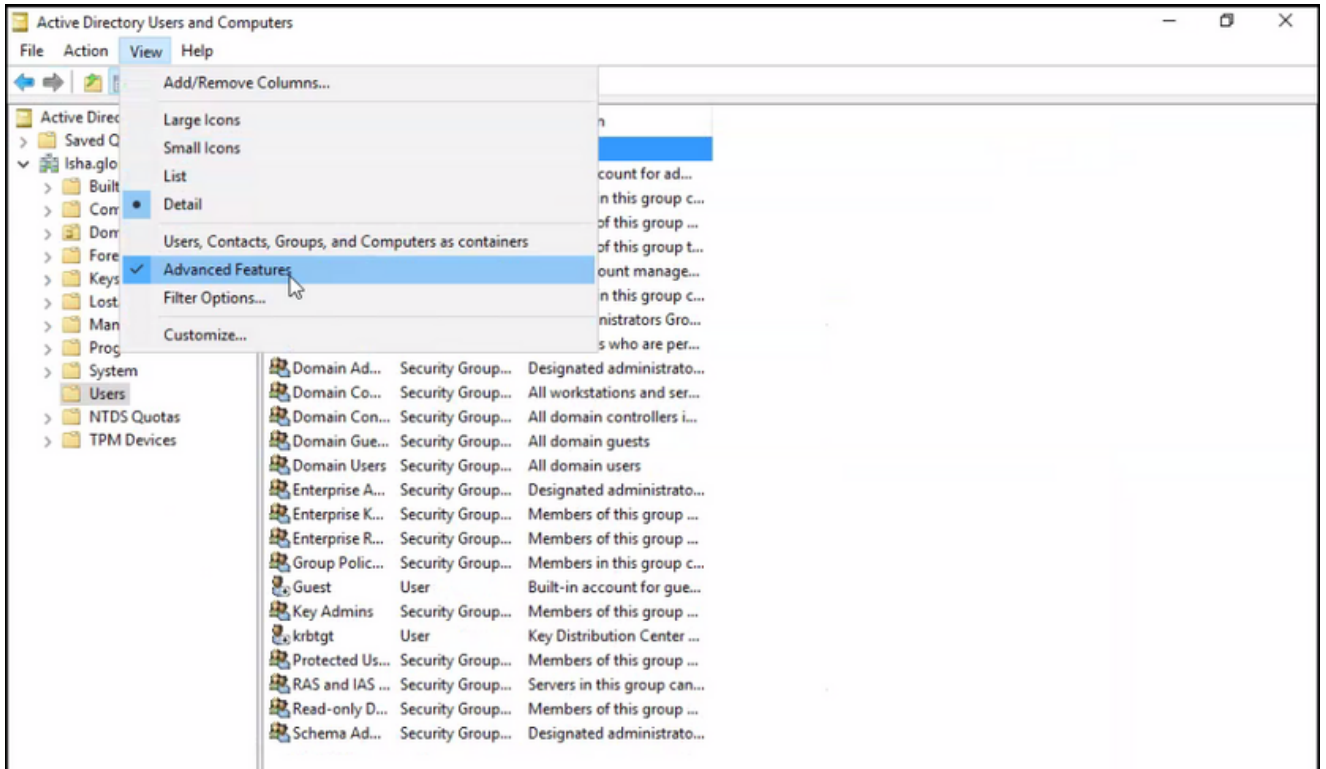 Active Directory Users and Computers
File Action View Help
Add/Remove Columns...
Large Icons
Small Icons
List
Detail
Users, Contacts, Groups, and Computers as containers
Advanced Features
Filter Options...
Customize...
Active Direc
Saved Q
Isha.glo
Built
Com
Dom
Fore
Keys
Lost
Man
Prog
System
Users
NTDS Quotas
TPM Devices
n
count for ad...
n this group c...
of this group ...
of this group t...
ount manage...
n this group c...
nistrators Gro...
s who are per...
Domain Ad... Security Group... Designated administrato...
Domain Co... Security Group... All workstations and ser...
Domain Con... Security Group... All domain controllers i...
Domain Gue... Security Group... All domain guests
Domain Users Security Group... All domain users
Enterprise A... Security Group... Designated administrato...
Enterprise K... Security Group... Members of this group ...
Enterprise R... Security Group... Members of this group ...
Group Polic... Security Group... Members in this group c...
Guest User Built-in account for gue...
Key Admins Security Group... Members of this group ...
krbtgt User Key Distribution Center ...
Protected Us... Security Group... Members of this group ...
RAS and IAS ... Security Group... Servers in this group can...
Read-only D... Security Group... Members of this group ...
Schema Ad... Security Group... Designated administrato...